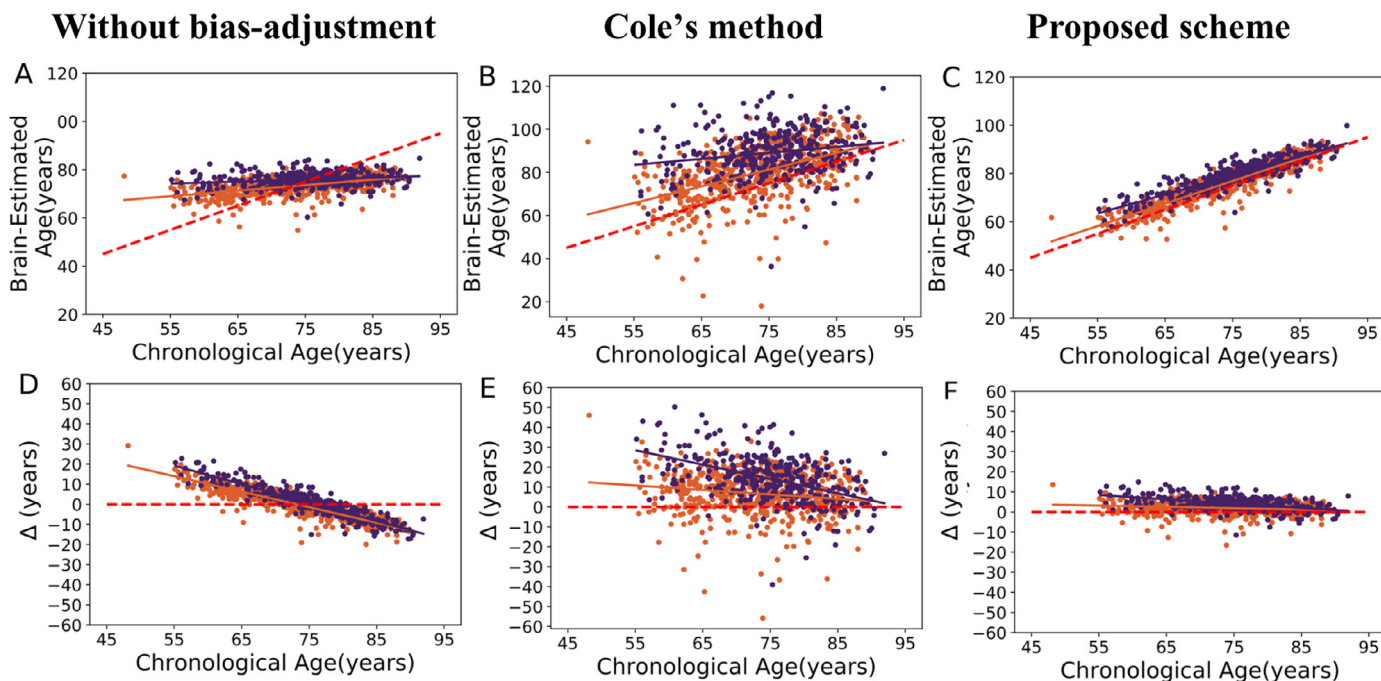 Without bias-adjustment
Cole's method
Proposed scheme
A
120
00
80
60
40
20
45 55 65 75 85 95
Brain-Estimated
Age(years)
Chronological Age(years)
B
120
100
80
60
40
20
45 55 65 75 85 95
Brain-Estimated
Age(years)
Chronological Age(years)
C
120
100
80
60
40
20
45 55 65 75 85 95
Brain-Estimated
Age(years)
Chronological Age(years)
D
60
50
40
30
20
10
0
−10
−20
−30
−40
−50
−60
45 55 65 75 85 95
Δ (years)
Chronological Age(years)
E
60
50
40
30
20
10
0
−10
−20
−30
−40
−50
−60
45 55 65 75 85 95
Δ (years)
Chronological Age(years)
F
60
50
40
30
20
10
0
−10
−20
−30
−40
−50
−60
45 55 65 75 85 95
Δ (years)
Chronological Age(years)